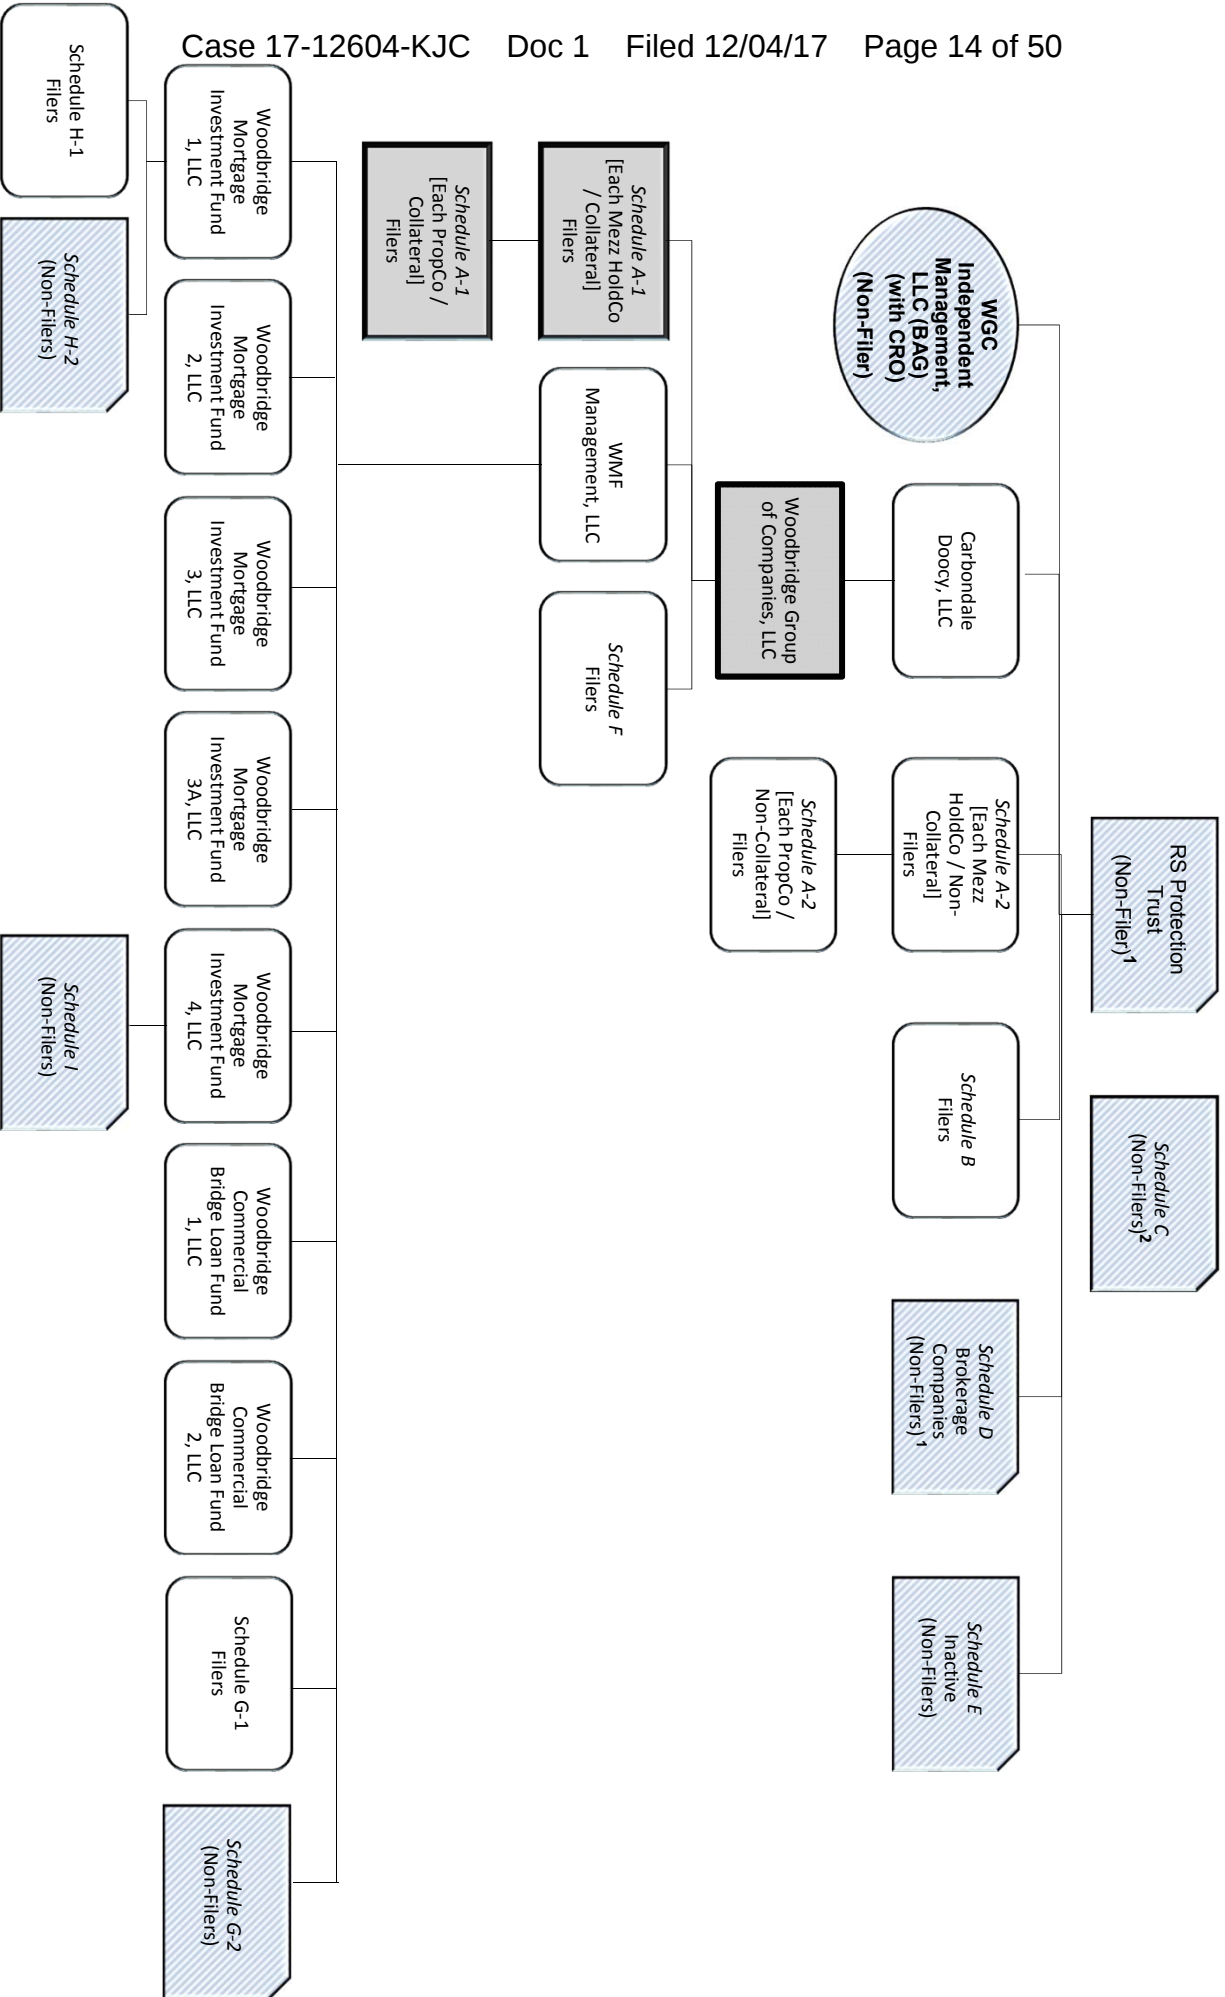 Case 17-12604-KJC Doc 1 Filed 12/04/17 Page 14 of 50
RS Protection
Trust
(Non-Filer)1
Schedule C
(Non-Filers)2
WGC
Independent
Management,
LLC (BAG)
(with CRO)
(Non-Filer)
Carbondale
Doocy, LLC
Schedule A-2
[Each Mezz
HoldCo / Non-
Collateral]
Filers
Schedule B
Filers
Schedule D
Brokerage
Companies
(Non-Filers) 1
Schedule E
Inactive
(Non-Filers)
Woodbridge Group
of Companies, LLC
Schedule A-2
[Each PropCo /
Non-Collateral]
Filers
Schedule A-1
[Each Mezz HoldCo
/ Collateral]
Filers
WMF
Management, LLC
Schedule F
Filers
Schedule A-1
[Each PropCo /
Collateral]
Filers
Woodbridge
Mortgage
Investment Fund
1, LLC
Woodbridge
Mortgage
Investment Fund
2, LLC
Woodbridge
Mortgage
Investment Fund
3, LLC
Woodbridge
Mortgage
Investment Fund
3A, LLC
Woodbridge
Mortgage
Investment Fund
4, LLC
Woodbridge
Commercial
Bridge Loan Fund
1, LLC
Woodbridge
Commercial
Bridge Loan Fund
2, LLC
Schedule G-1
Filers
Schedule G-2
(Non-Filers)
Schedule H-1
Filers
Schedule H-2
(Non-Filers)
Schedule I
(Non-Filers)